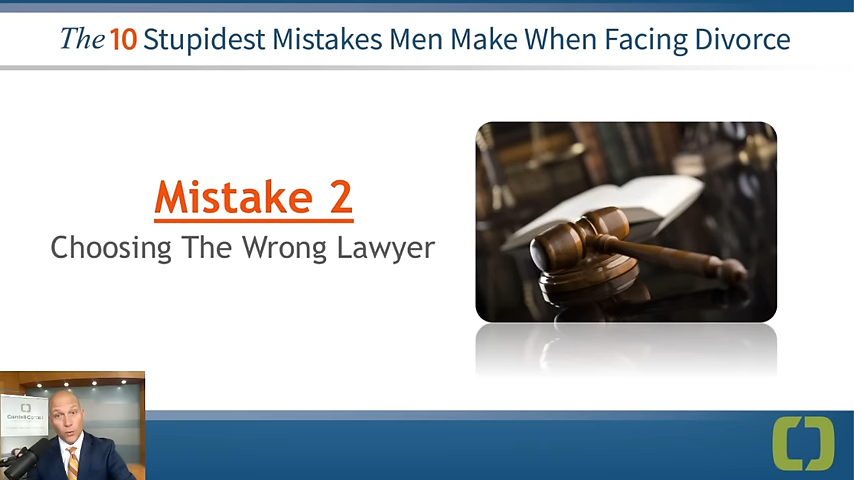 The 10 Stupidest Mistakes Men Make When Facing Divorce
Mistake 2
Choosing The Wrong Lawyer